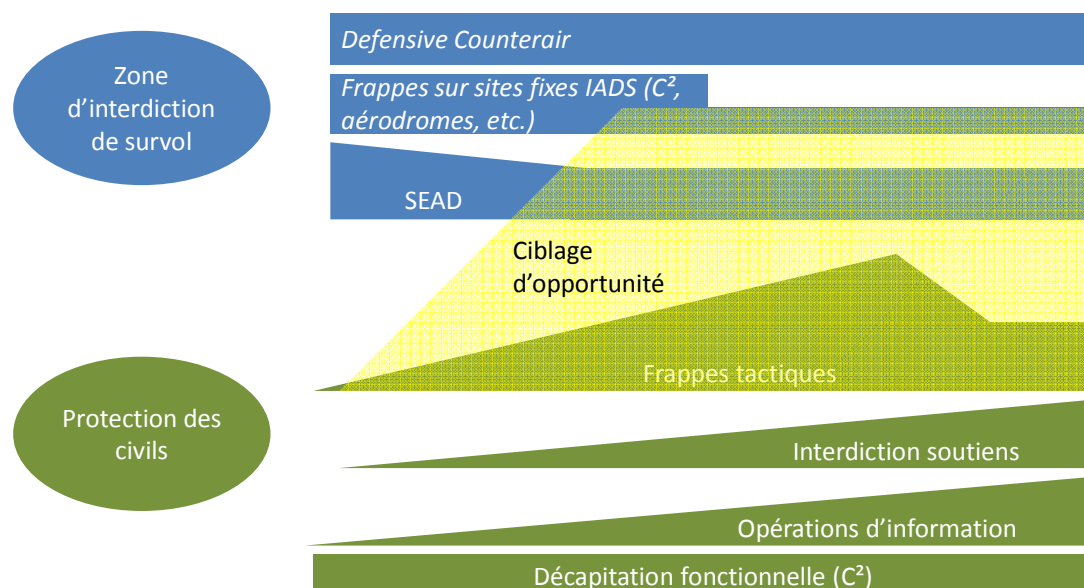 Zone
d’interdiction
de survol
Defensive Counterair
Frappes sur sites fixes IADS (C²,
aérodromes, etc.)
SEAD
Ciblage
d’opportunité
Frappes tactiques
Protection des
civils
Interdiction soutiens
Opérations d’information
Décapitation fonctionnelle (C²)